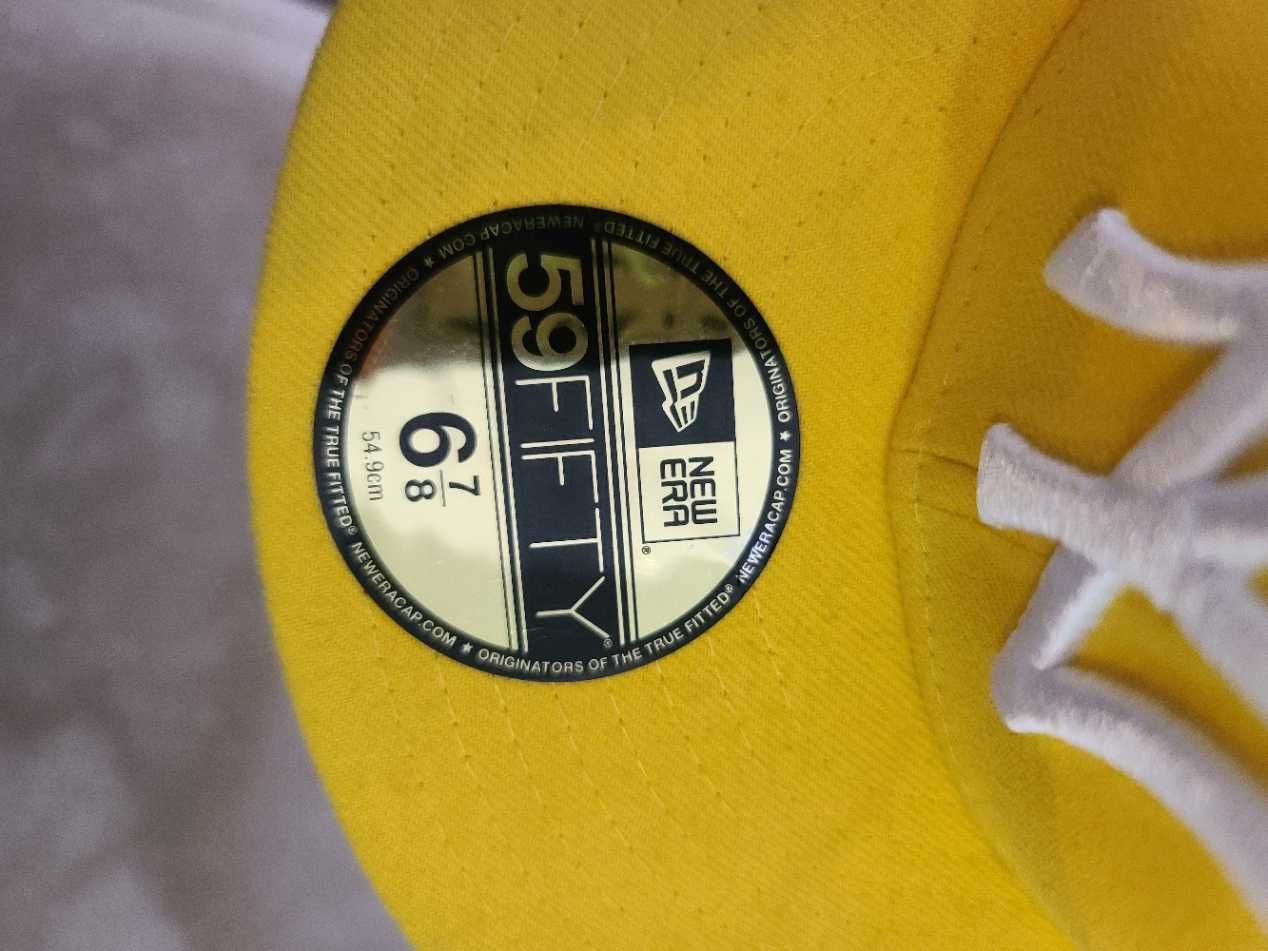 NEW
ERA®
59FIFTY®
6 7/8
54.9cm
ORIGINATORS OF THE TRUE FITTED® NEWERACAP.COM ★ ORIGINATORS OF THE TRUE FITTED® NEWERACAP.COM ★ ORIGINATORS OF THE TRUE FITTED® NEWERACAP.COM ★